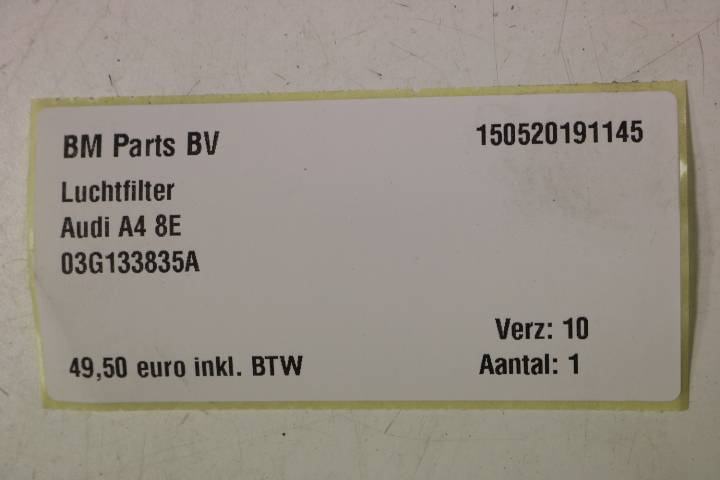 BM Parts BV
150520191145
Luchtfilter
Audi A4 8E
03G133835A
Verz: 10
49,50 euro inkl. BTW
Aantal: 1